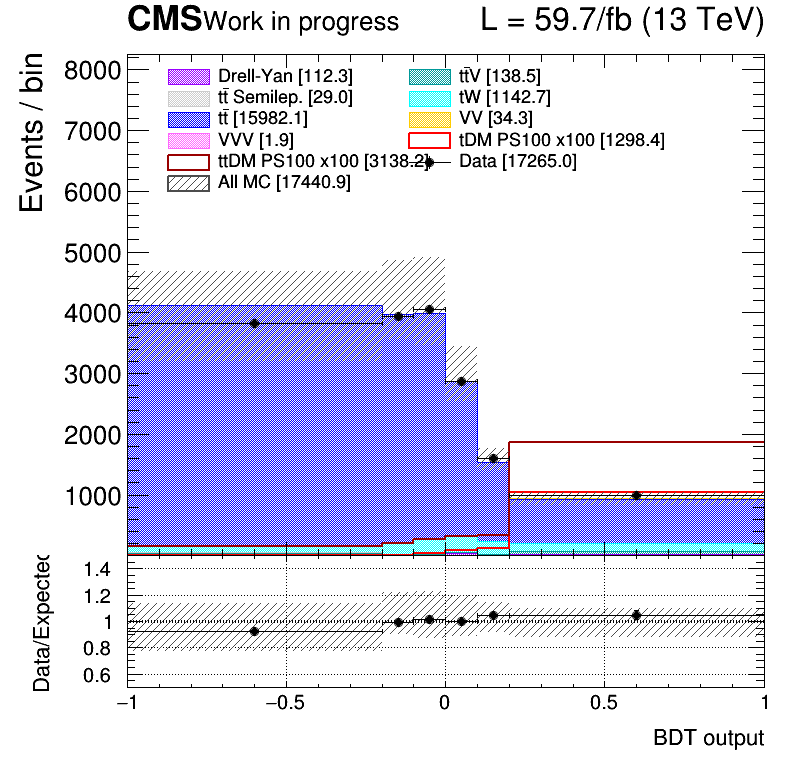 CMS Work in progress L = 59.7/fb (13 TeV)
Events / bin
8000
7000
6000
5000
4000
3000
2000
1000
Drell-Yan [112.3] tt̄V [138.5]
tt̄ Semilep. [29.0] tW [1142.7]
tt̄ [15982.1] VV [34.3]
VVV [1.9] tDM PS100 x100 [1298.4]
ttDM PS100 x100 [3138.2] Data [17265.0]
All MC [17440.9]
Data/Expected
1.4
1.2
1
0.8
0.6
−1 −0.5 0 0.5 1
BDT output